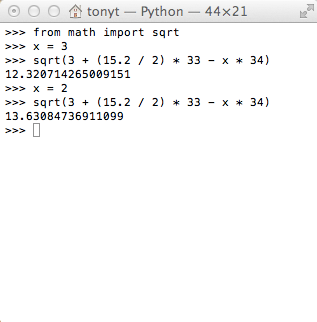 tonyt — Python — 44×21
>>> from math import sqrt
>>> x = 3
>>> sqrt(3 + (15.2 / 2) * 33 - x * 34)
12.320714265009151
>>> x = 2
>>> sqrt(3 + (15.2 / 2) * 33 - x * 34)
13.63084736911099
>>>